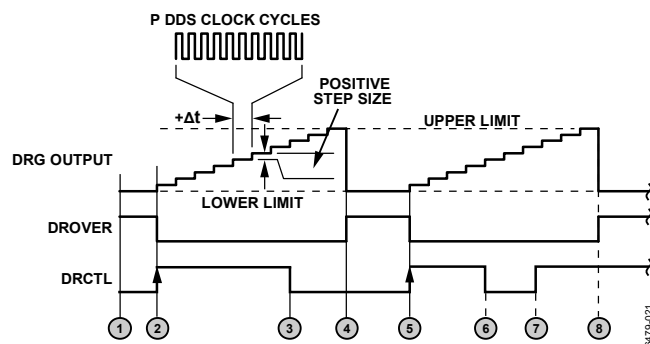 P DDS CLOCK CYCLES
POSITIVE
STEP SIZE
+Δt
UPPER LIMIT
DRG OUTPUT
LOWER LIMIT
DROVER
DRCTL
1 2 3 4 5 6 7 8